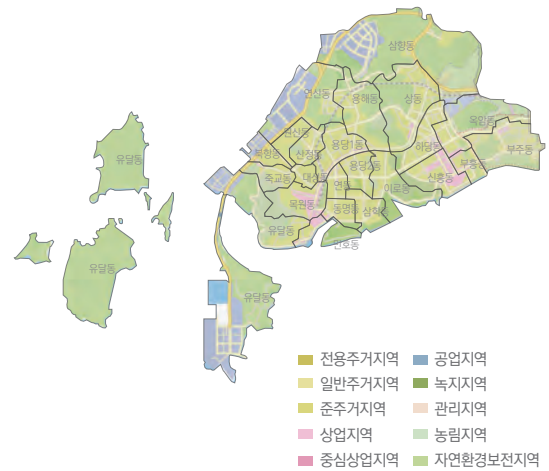 삼향동
연산동
용해동
상동
옥암동
원산동
용당1동
하당동
부주동
북항동
산정동
부흥동
용당2동
죽교동
대성동
신흥동
연동
이로동
목원동
동명동
삼학동
유달동
만호동
유달동
유달동
유달동
전용주거지역 공업지역
일반주거지역 녹지지역
준주거지역 관리지역
상업지역 농림지역
중심상업지역 자연환경보전지역